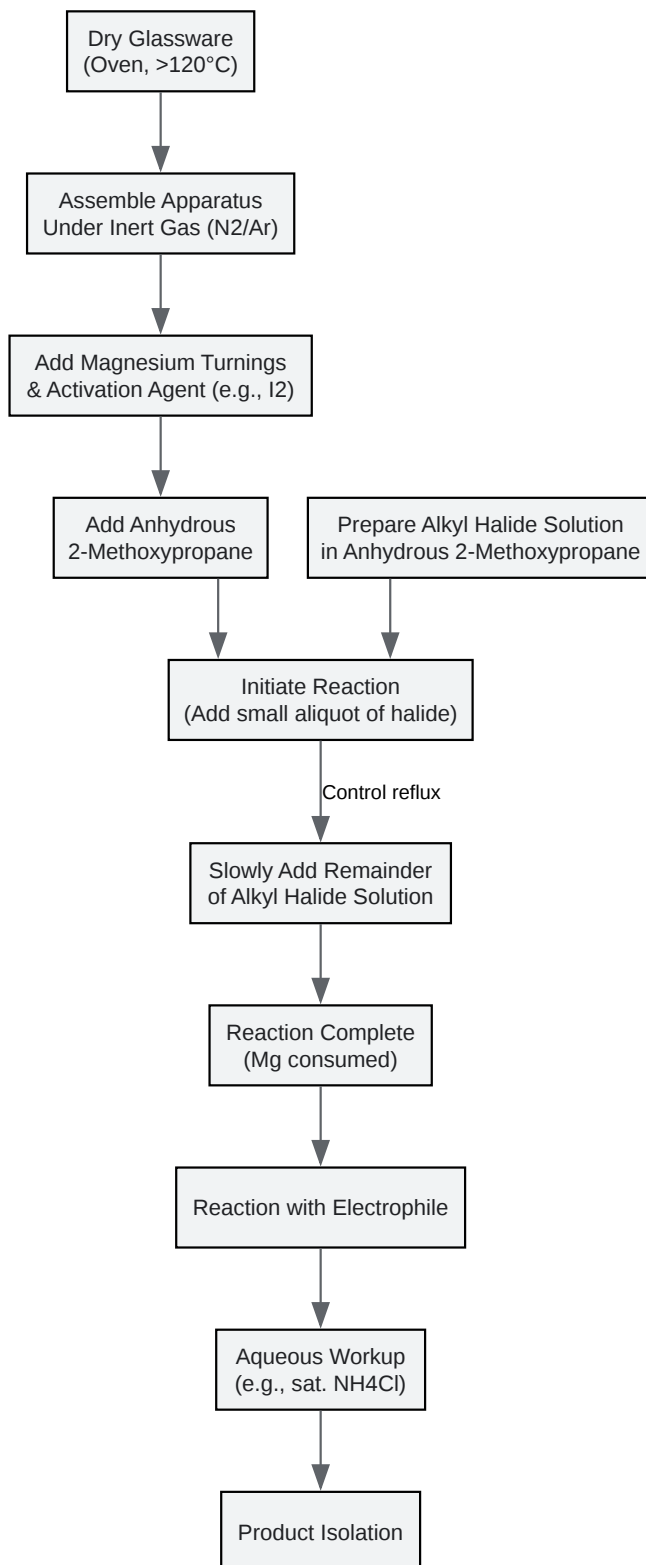 Dry Glassware
(Oven, >120°C)
Assemble Apparatus
Under Inert Gas (N2/Ar)
Add Magnesium Turnings
& Activation Agent (e.g., I2)
Add Anhydrous
2-Methoxypropane
Prepare Alkyl Halide Solution
in Anhydrous 2-Methoxypropane
Initiate Reaction
(Add small aliquot of halide)
Control reflux
Slowly Add Remainder
of Alkyl Halide Solution
Reaction Complete
(Mg consumed)
Reaction with Electrophile
Aqueous Workup
(e.g., sat. NH4Cl)
Product Isolation